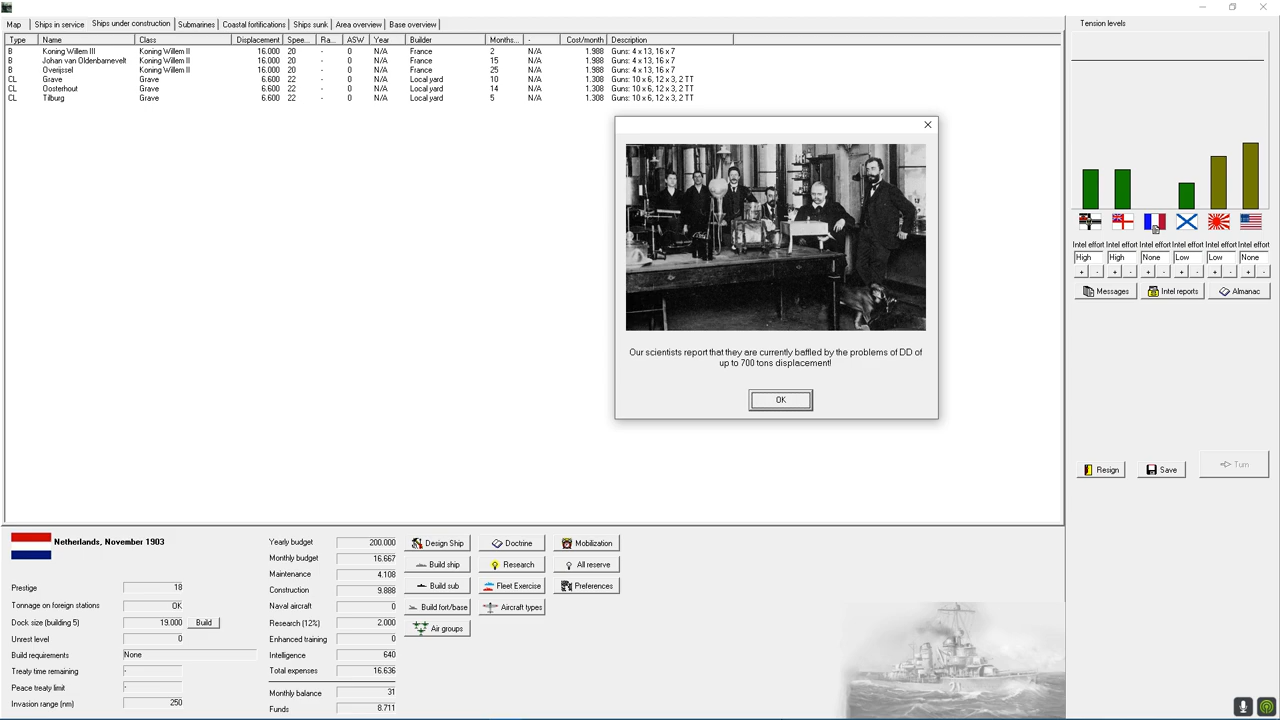 Map Ships in service Ships under construction Submarines Coastal fortifications Ships sunk Area overview Base overview
Type Name Class Displacement Spee... Ra... ASW Year Builder Months... - Cost/month Description
B Koning Willem III Koning Willem II 16.000 20 - 0 N/A France 2 N/A 1.988 Guns: 4 x 13, 16 x 7
B Johan van Oldenbarnevelt Koning Willem II 16.000 20 - 0 N/A France 15 N/A 1.988 Guns: 4 x 13, 16 x 7
B Overijssel Koning Willem II 16.000 20 - 0 N/A France 25 N/A 1.988 Guns: 4 x 13, 16 x 7
CL Grave Grave 6.600 22 - 0 N/A Local yard 10 N/A 1.308 Guns: 10 x 6, 12 x 3, 2 TT
CL Oosterhout Grave 6.600 22 - 0 N/A Local yard 14 N/A 1.308 Guns: 10 x 6, 12 x 3, 2 TT
CL Tilburg Grave 6.600 22 - 0 N/A Local yard 5 N/A 1.308 Guns: 10 x 6, 12 x 3, 2 TT
Our scientists report that they are currently baffled by the problems of DD of
up to 700 tons displacement!
OK
Tension levels
Intel effort Intel effort Intel effort Intel effort Intel effort Intel effort
High High None Low Low None
+ - + - + - + - + - + -
Messages Intel reports Almanac
Resign Save Turn
Netherlands, November 1903
Prestige 18
Tonnage on foreign stations OK
Dock size (building 5) 19.000 Build
Unrest level 0
Build requirements None
Treaty time remaining -
Peace treaty limit -
Invasion range (nm) 250
Yearly budget 200.000
Monthly budget 16.667
Maintenance 4.108
Construction 9.888
Naval aircraft 0
Research (12%) 2.000
Enhanced training 0
Intelligence 640
Total expenses 16.636
Monthly balance 31
Funds 8.711
Design Ship Doctrine Mobilization
Build ship Research All reserve
Build sub Fleet Exercise Preferences
Build fort/base Aircraft types
Air groups